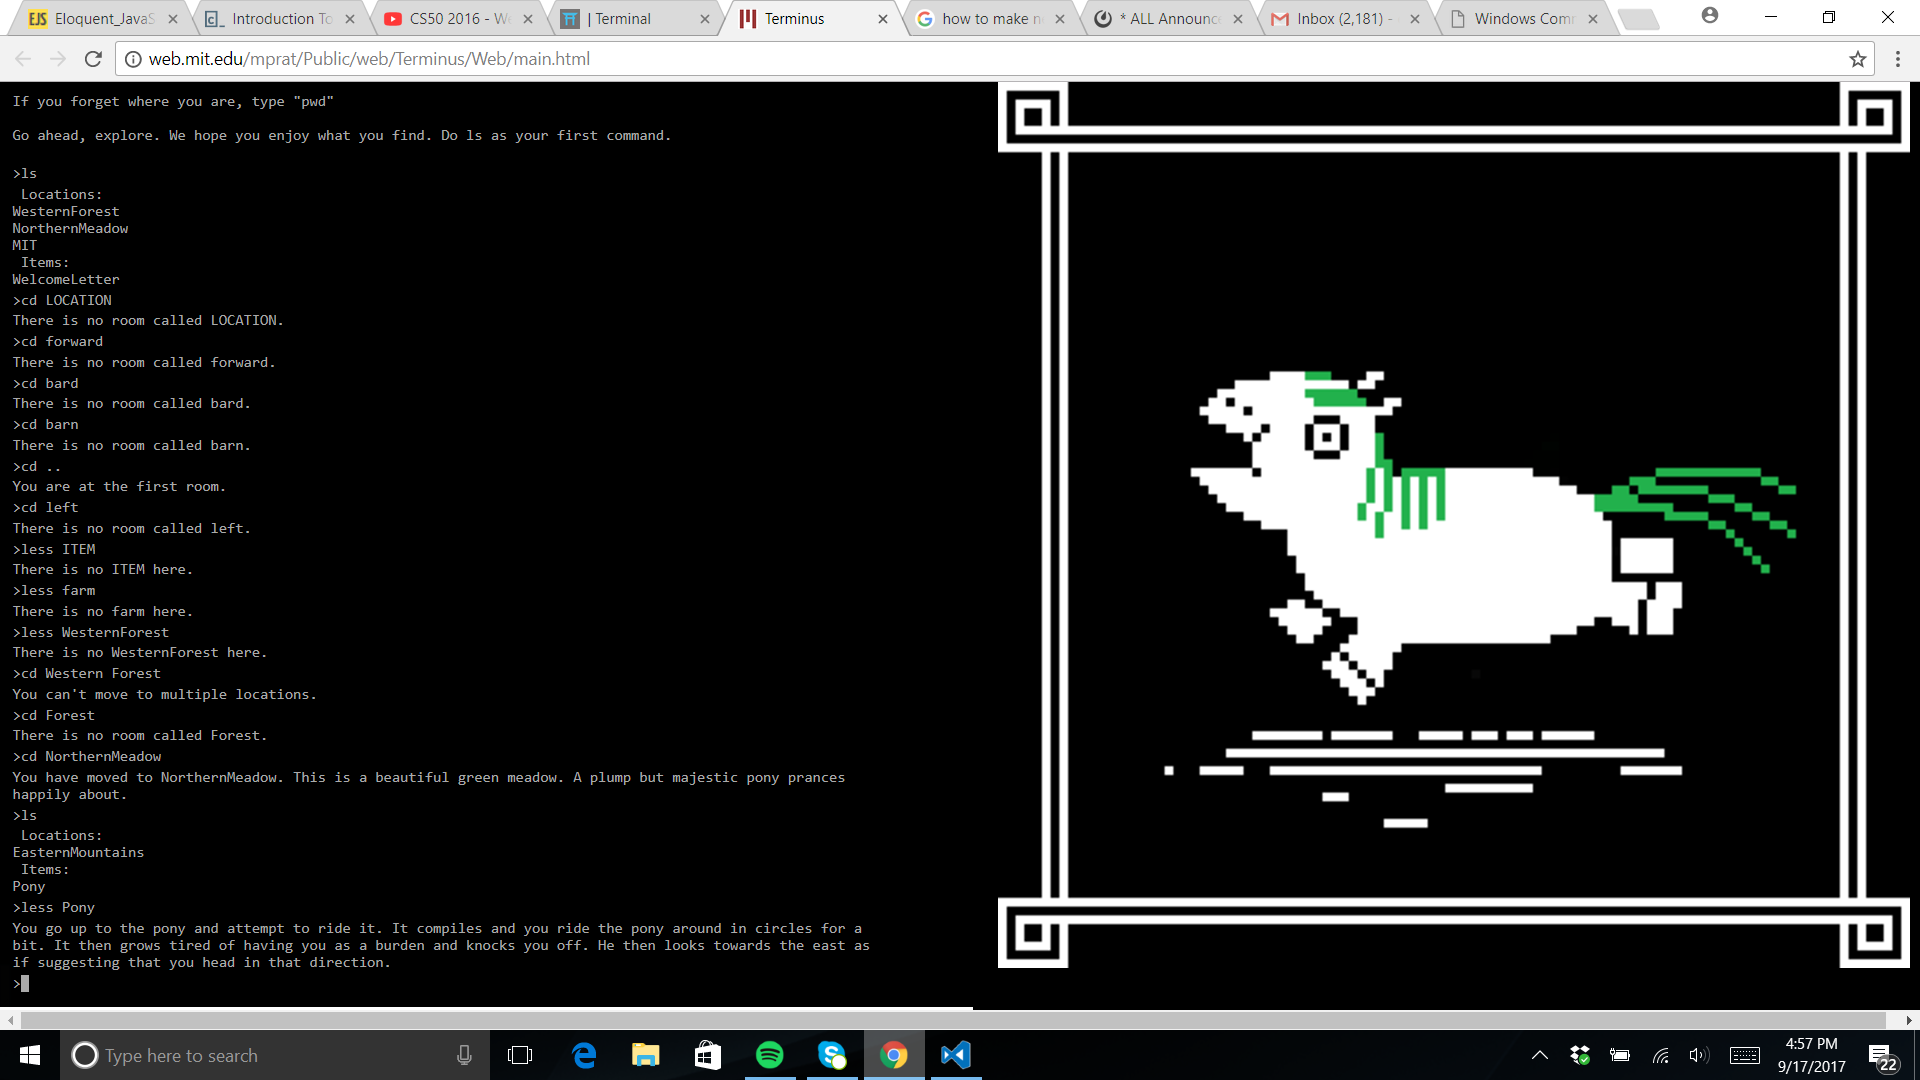 Eloquent_JavaS
Introduction To
CS50 2016 - We
| Terminal
Terminus
how to make n
* ALL Announc
Inbox (2,181) -
Windows Com
web.mit.edu/mprat/Public/web/Terminus/Web/main.html
If you forget where you are, type "pwd"
Go ahead, explore. We hope you enjoy what you find. Do ls as your first command.
>ls
Locations:
WesternForest
NorthernMeadow
MIT
Items:
WelcomeLetter
>cd LOCATION
There is no room called LOCATION.
>cd forward
There is no room called forward.
>cd bard
There is no room called bard.
>cd barn
There is no room called barn.
>cd ..
You are at the first room.
>cd left
There is no room called left.
>less ITEM
There is no ITEM here.
>less farm
There is no farm here.
>less WesternForest
There is no WesternForest here.
>cd Western Forest
You can't move to multiple locations.
>cd Forest
There is no room called Forest.
>cd NorthernMeadow
You have moved to NorthernMeadow. This is a beautiful green meadow. A plump but majestic pony prances
happily about.
>ls
Locations:
EasternMountains
Items:
Pony
>less Pony
You go up to the pony and attempt to ride it. It compiles and you ride the pony around in circles for a
bit. It then grows tired of having you as a burden and knocks you off. He then looks towards the east as
if suggesting that you head in that direction.
>
Type here to search
4:57 PM
9/17/2017
22